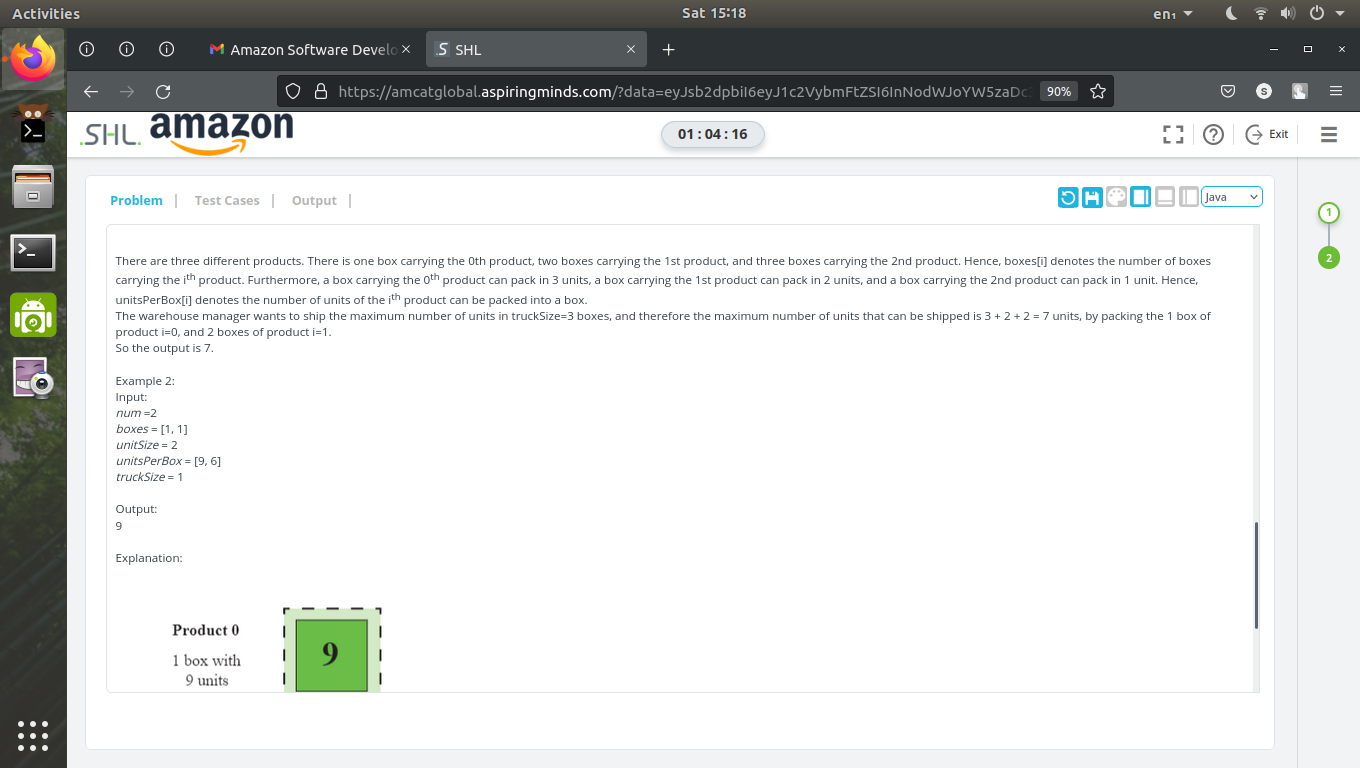 Activities
Sat 15:18
en₁
Amazon Software Develo
SHL
https://amcatglobal.aspiringminds.com/?data=eyJsb2dpbiI6eyJ1c2VybmFtZSI6InNodWJoYW5zaDc
90%
S
.SHL. amazon
01 : 04 : 16
Exit
Problem | Test Cases | Output |
Java
1
2
There are three different products. There is one box carrying the 0th product, two boxes carrying the 1st product, and three boxes carrying the 2nd product. Hence, boxes[i] denotes the number of boxes
carrying the iᵗʰ product. Furthermore, a box carrying the 0ᵗʰ product can pack in 3 units, a box carrying the 1st product can pack in 2 units, and a box carrying the 2nd product can pack in 1 unit. Hence,
unitsPerBox[i] denotes the number of units of the iᵗʰ product can be packed into a box.
The warehouse manager wants to ship the maximum number of units in truckSize=3 boxes, and therefore the maximum number of units that can be shipped is 3 + 2 + 2 = 7 units, by packing the 1 box of
product i=0, and 2 boxes of product i=1.
So the output is 7.
Example 2:
Input:
num =2
boxes = [1, 1]
unitSize = 2
unitsPerBox = [9, 6]
truckSize = 1
Output:
9
Explanation:
Product 0
1 box with
9 units
9